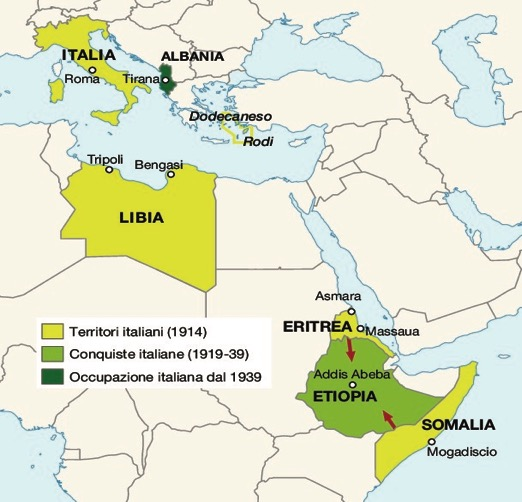 ITALIA
Roma
ALBANIA
Tirana
Dodecaneso
Rodi
Tripoli
Bengasi
LIBIA
Asmara
ERITREA
Massaua
Territori italiani (1914)
Conquiste italiane (1919-39)
Occupazione italiana dal 1939
Addis Abeba
ETIOPIA
SOMALIA
Mogadiscio